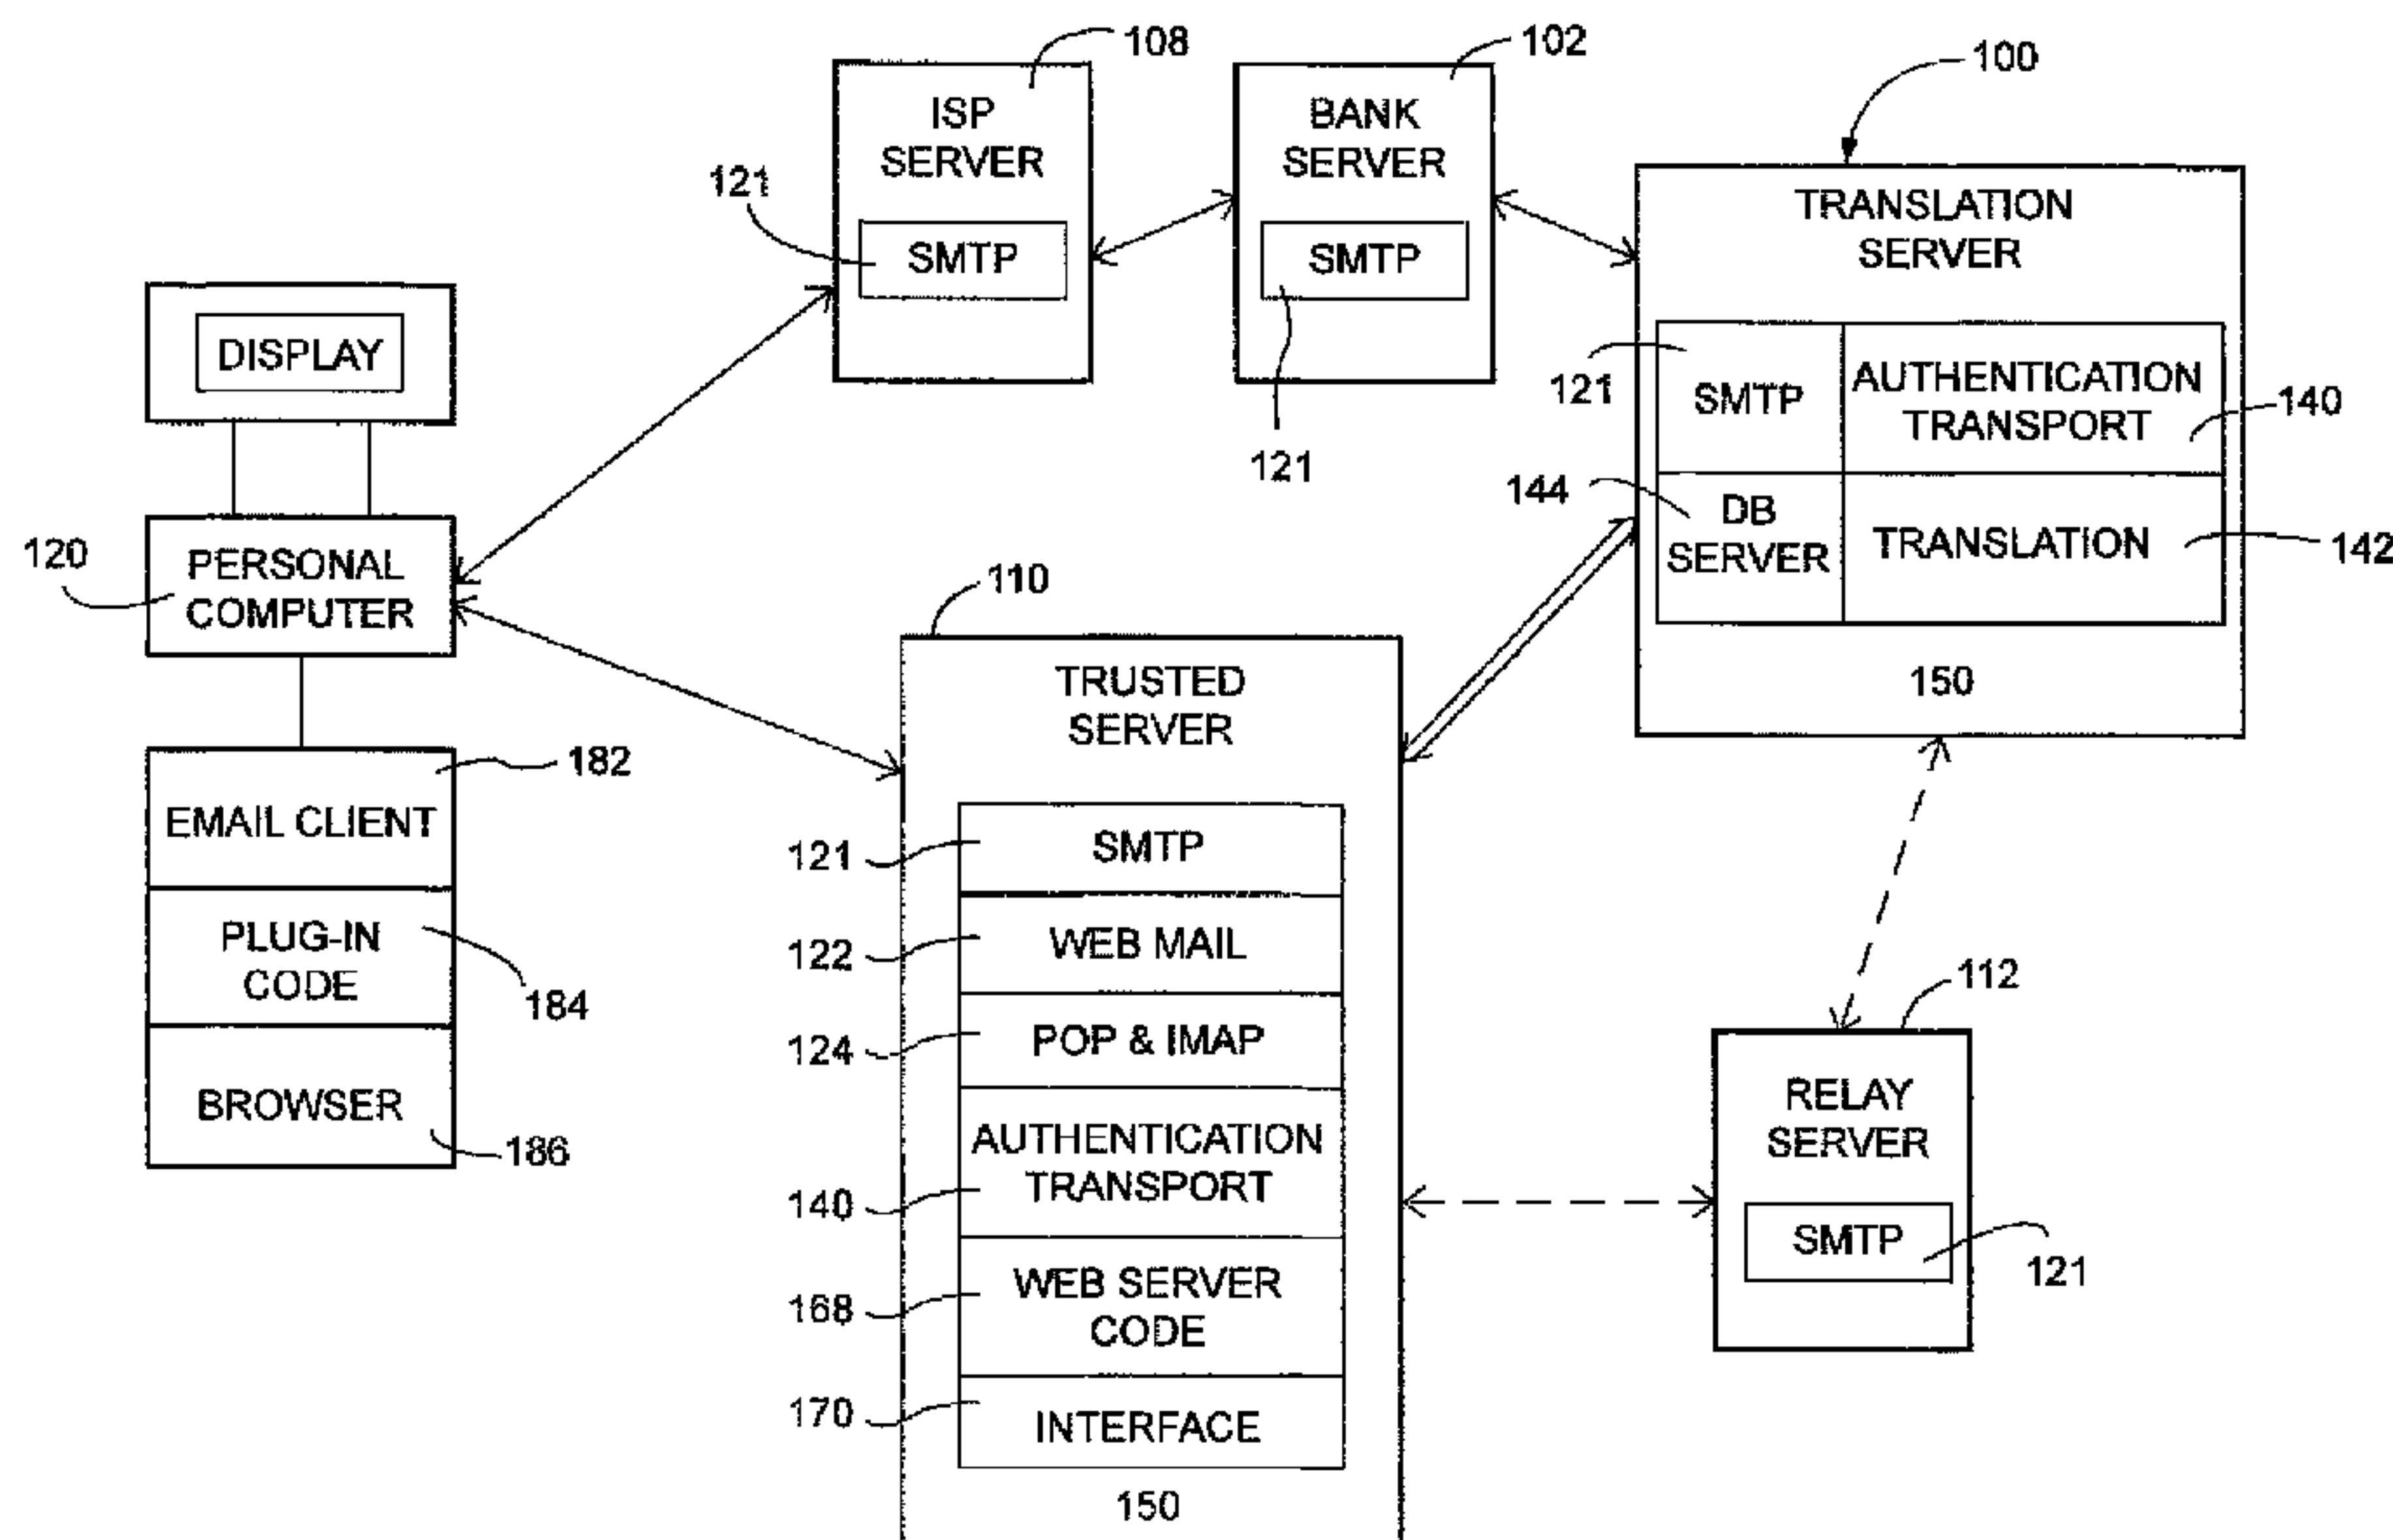 108
ISP
SERVER
121
SMTP
102
BANK
SERVER
SMTP
121
100
TRANSLATION
SERVER
121
SMTP
AUTHENTICATION
TRANSPORT
140
144
DB
SERVER
TRANSLATION
142
150
DISPLAY
120
PERSONAL
COMPUTER
182
EMAIL CLIENT
PLUG-IN
CODE
184
BROWSER
186
110
TRUSTED
SERVER
121
SMTP
122
WEB MAIL
124
POP & IMAP
AUTHENTICATION
TRANSPORT
140
WEB SERVER
CODE
168
170
INTERFACE
150
112
RELAY
SERVER
SMTP
121